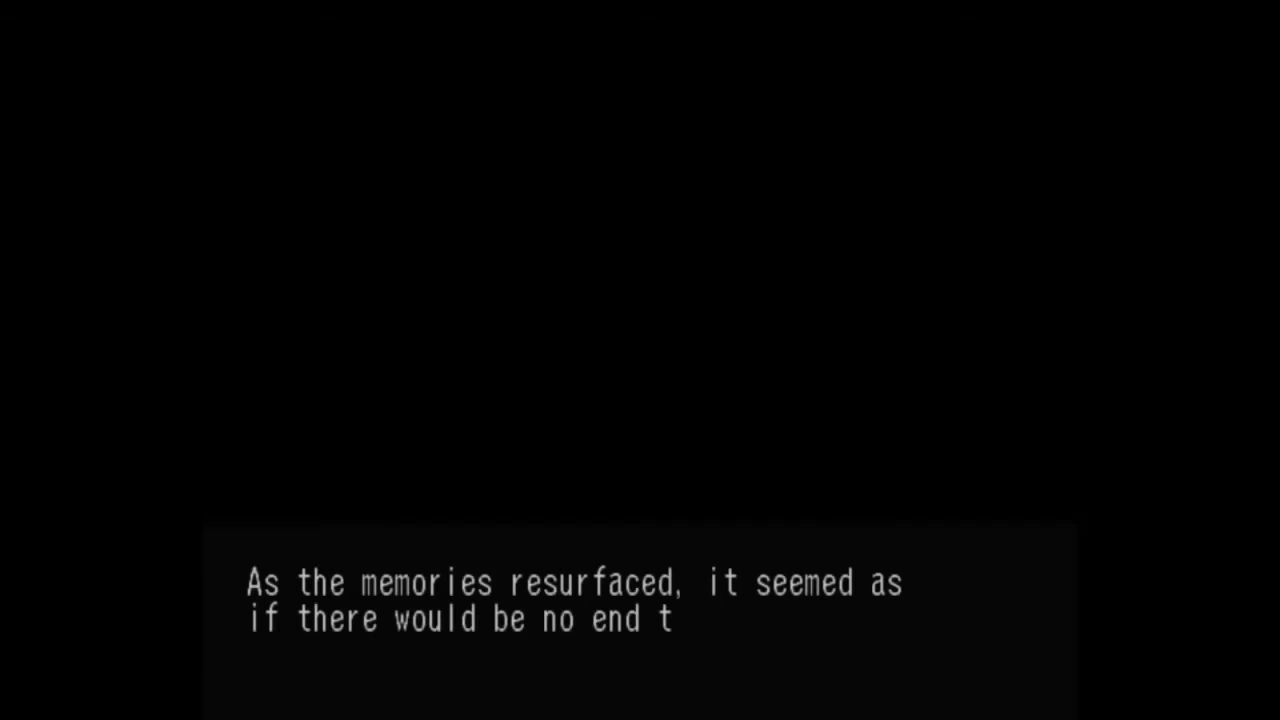 As the memories resurfaced, it seemed as
if there would be no end t